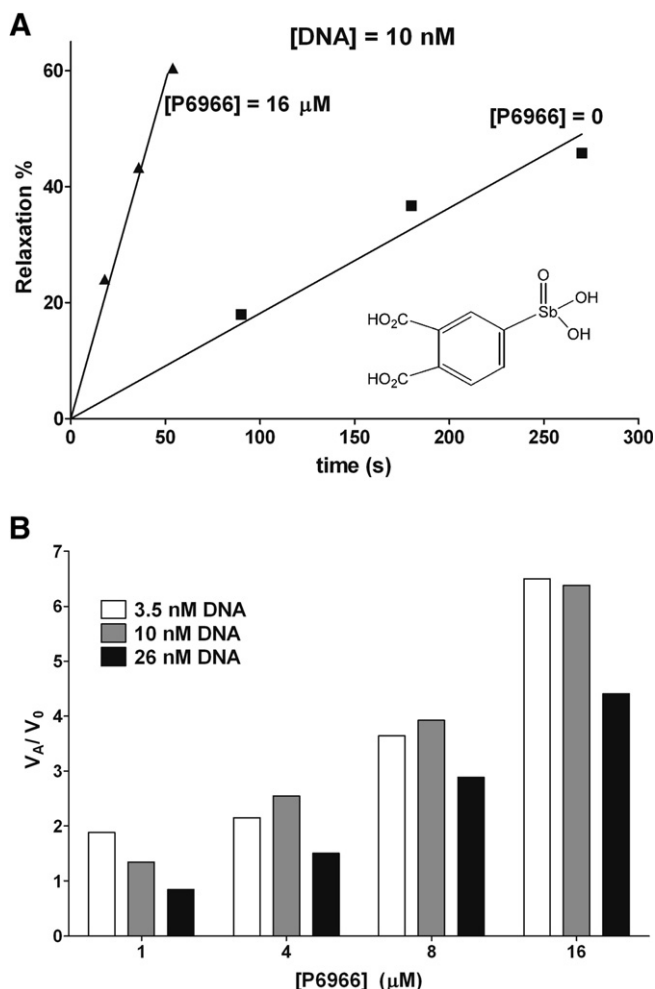 A
[DNA] = 10 nM
[P6966] = 16 μM
[P6966] = 0
Relaxation %
60
40
20
0
0 50 100 150 200 250 300
time (s)
O
Sb
OH
OH
HO₂C
HO₂C
B
3.5 nM DNA
10 nM DNA
26 nM DNA
V_A/ V₀
7
6
5
4
3
2
1
0
1 4 8 16
[P6966] (μM)